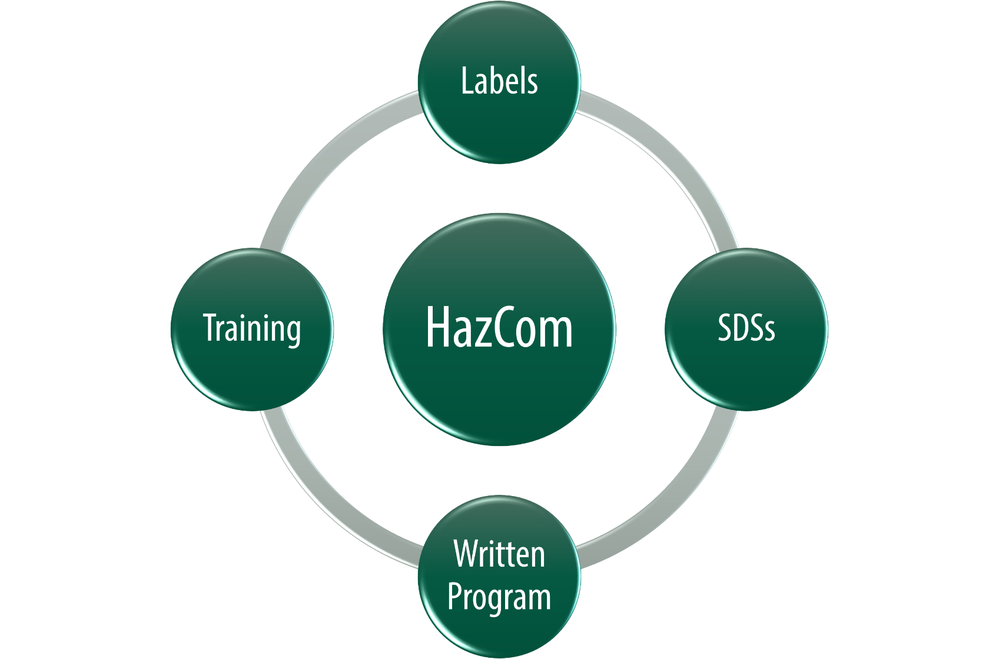 Labels
Training
HazCom
SDSs
Written
Program